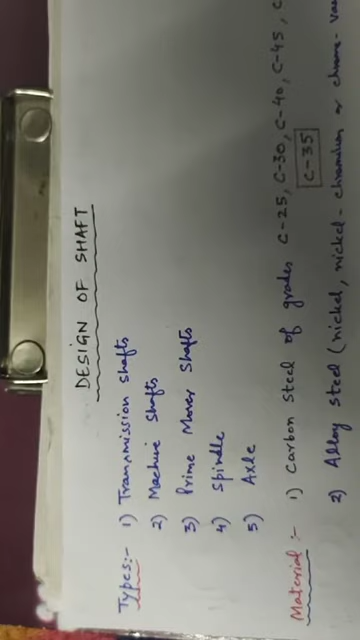 DESIGN OF SHAFT
Types:- 1) Transmission shafts
2) Machine shafts
3) Prime Mover Shafts
4) Spindle
5) Axle
Material:- 1) Carbon steel of grades C-25, C-30, C-40, C-45, C
C-35
2) Alloy steel (nickel, nickel-chromium or chrome-van